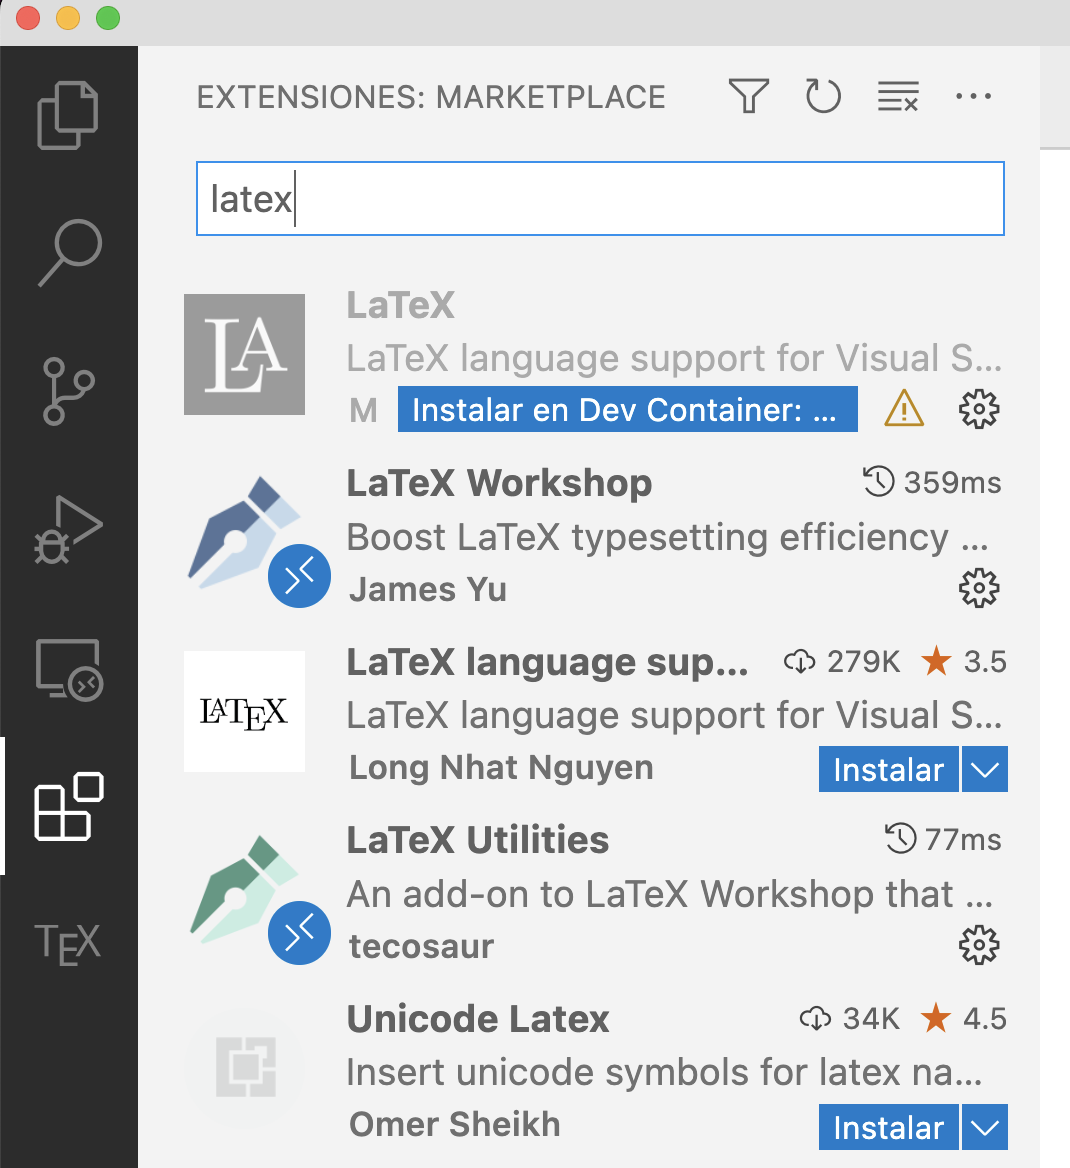 EXTENSIONES: MARKETPLACE
latex
LA
LaTeX
LaTeX language support for Visual S...
M Instalar en Dev Container: ...
LaTeX Workshop 359ms
Boost LaTeX typesetting efficiency ...
James Yu
LATEX
LaTeX language sup... 279K 3.5
LaTeX language support for Visual S...
Long Nhat Nguyen Instalar
LaTeX Utilities 77ms
An add-on to LaTeX Workshop that ...
tecosaur
TEX
Unicode Latex 34K 4.5
Insert unicode symbols for latex na...
Omer Sheikh Instalar